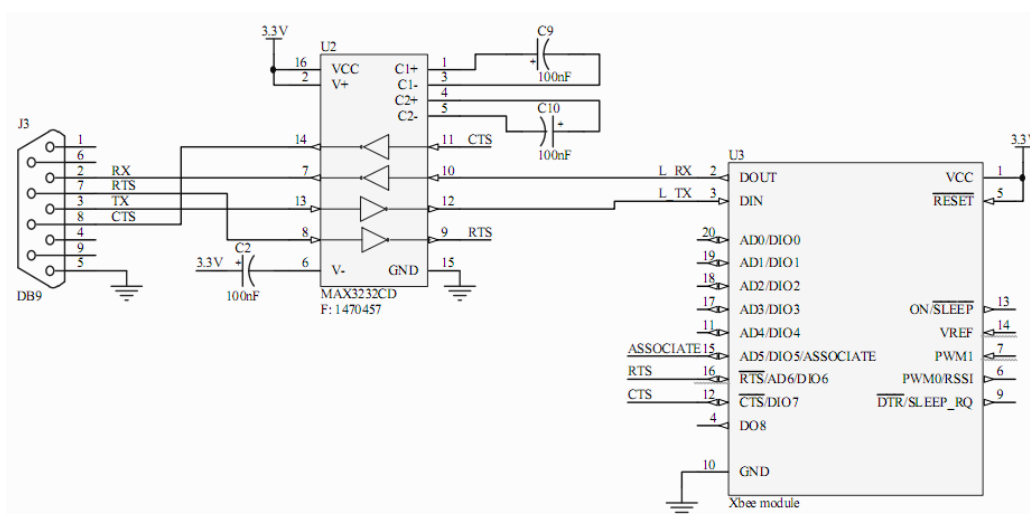 3.3V
C9
100nF
U2
16 VCC C1+ 1
2 V+ C1- 3
C2+ 4
C2- 5
C10
100nF
J3
1
6
2 RX
7 RTS
3 TX
8 CTS
4
9
5
DB9
14 11 CTS
7 10
13 12
8 9 RTS
3.3V C2 6 V- GND 15
100nF
MAX3232CD
F: 1470457
U3
3.3V
L_RX 2 DOUT VCC 1
L_TX 3 DIN RESET 5
20 AD0/DIO0
19 AD1/DIO1
18 AD2/DIO2
17 AD3/DIO3 ON/SLEEP 13
11 AD4/DIO4 VREF 14
ASSOCIATE 15 AD5/DIO5/ASSOCIATE PWM1 7
RTS 16 RTS/AD6/DIO6 PWM0/RSSI 6
CTS 12 CTS/DIO7 DTR/SLEEP_RQ 9
4 DO8
10 GND
Xbee module